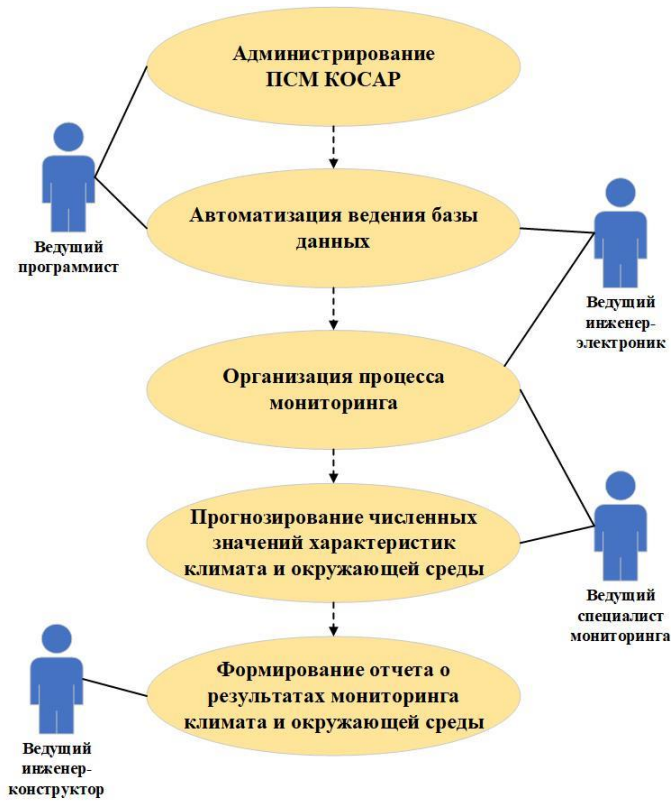 Администрирование
ПСМ КОСАР
Ведущий
программист
Автоматизация ведения базы
данных
Ведущий
инженер-
электроник
Организация процесса
мониторинга
Прогнозирование численных
значений характеристик
климата и окружающей среды
Ведущий
специалист
мониторинга
Формирование отчета о
результатах мониторинга
климата и окружающей среды
Ведущий
инженер-
конструктор